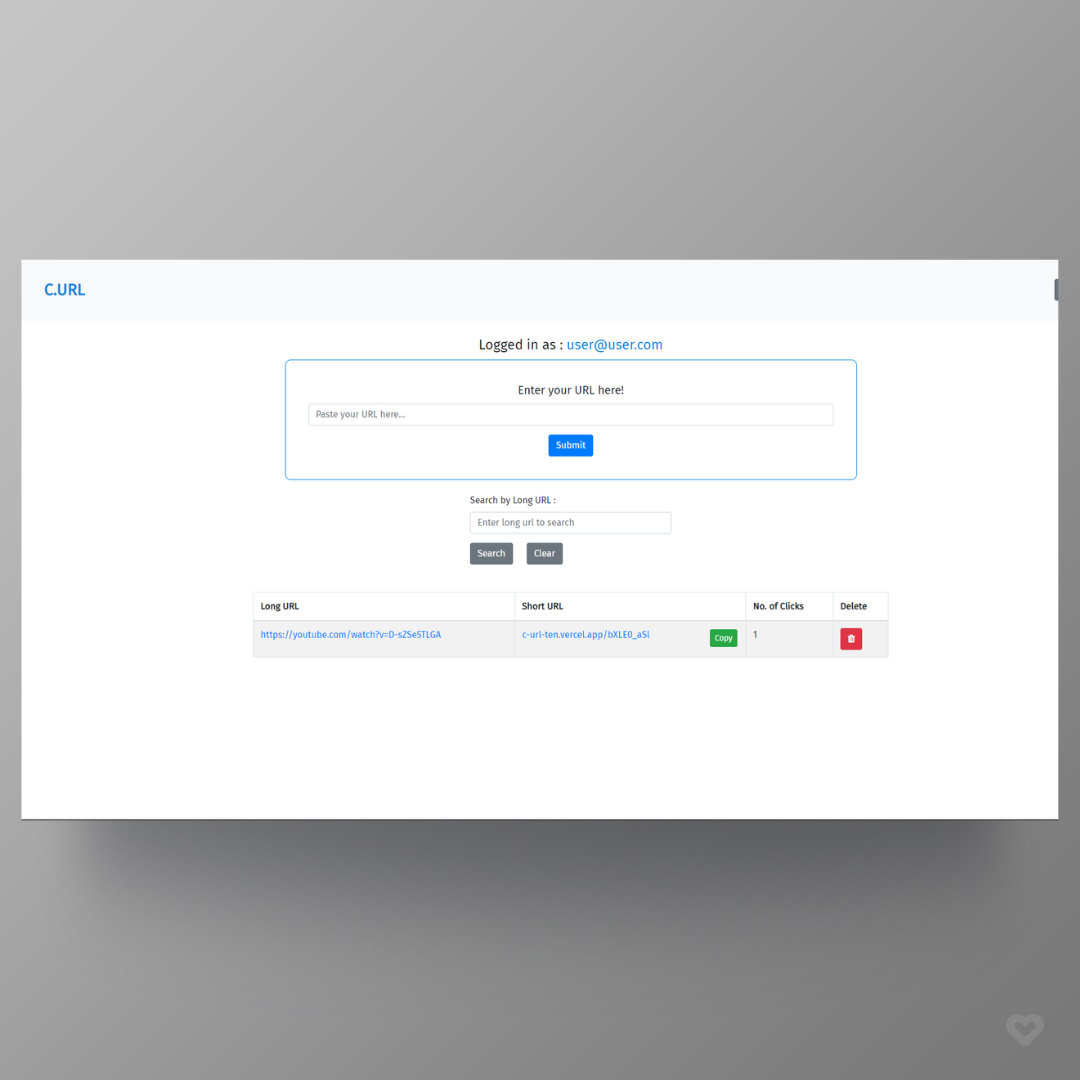 C.URL
Logged in as : user@user.com
Enter your URL here!
Paste your URL here...
Submit
Search by Long URL :
Enter long url to search
Search Clear
Long URL Short URL No. of Clicks Delete
https://youtube.com/watch?v=D-sZSe5TLGA c-url-ten.vercel.app/bXLE0_aSl Copy 1